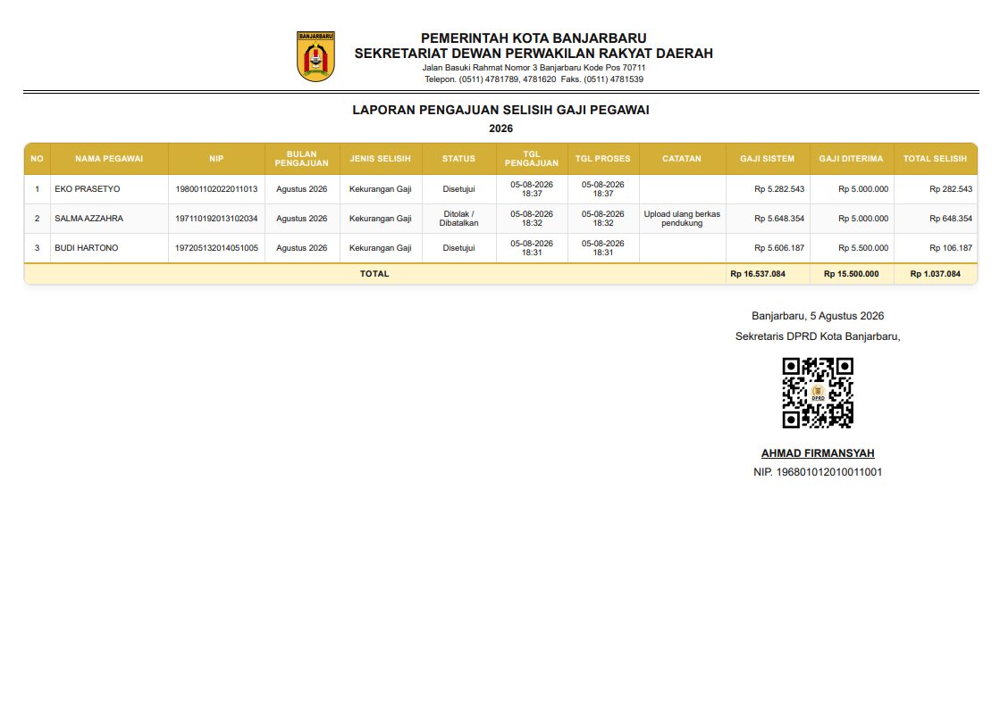 BANJARBARU
PEMERINTAH KOTA BANJARBARU
SEKRETARIAT DEWAN PERWAKILAN RAKYAT DAERAH
Jalan Basuki Rahmat Nomor 3 Banjarbaru Kode Pos 70711
Telepon. (0511) 4781789, 4781620 Faks. (0511) 4781539
LAPORAN PENGAJUAN SELISIH GAJI PEGAWAI
2026
NO NAMA PEGAWAI NIP BULAN PENGAJUAN JENIS SELISIH STATUS TGL PENGAJUAN TGL PROSES CATATAN GAJI SISTEM GAJI DITERIMA TOTAL SELISIH
1 EKO PRASETYO 198001102022011013 Agustus 2026 Kekurangan Gaji Disetujui 05-08-2026 18:37 05-08-2026 18:37 Rp 5.282.543 Rp 5.000.000 Rp 282.543
2 SALMA AZZAHRA 197110192013102034 Agustus 2026 Kekurangan Gaji Ditolak / Dibatalkan 05-08-2026 18:32 05-08-2026 18:32 Upload ulang berkas pendukung Rp 5.648.354 Rp 5.000.000 Rp 648.354
3 BUDI HARTONO 197205132014051005 Agustus 2026 Kekurangan Gaji Disetujui 05-08-2026 18:31 05-08-2026 18:31 Rp 5.606.187 Rp 5.500.000 Rp 106.187
TOTAL Rp 16.537.084 Rp 15.500.000 Rp 1.037.084
Banjarbaru, 5 Agustus 2026
Sekretaris DPRD Kota Banjarbaru,
DPRD
AHMAD FIRMANSYAH
NIP. 196801012010011001